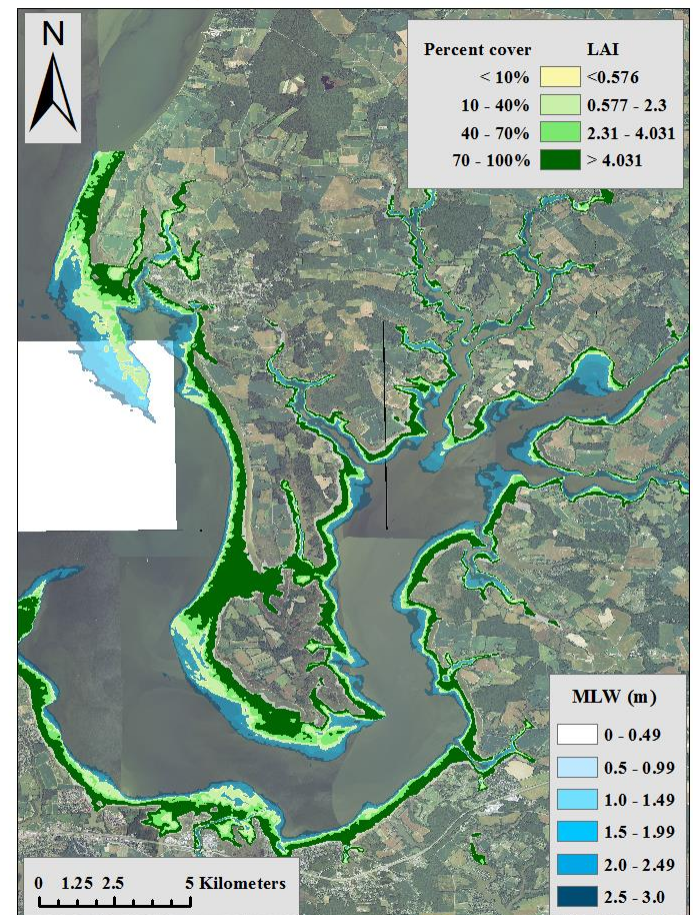 N
Percent cover LAI
< 10% <0.576
10 - 40% 0.577 - 2.3
40 - 70% 2.31 - 4.031
70 - 100% > 4.031
MLW (m)
0 - 0.49
0.5 - 0.99
1.0 - 1.49
1.5 - 1.99
2.0 - 2.49
2.5 - 3.0
0 1.25 2.5 5 Kilometers